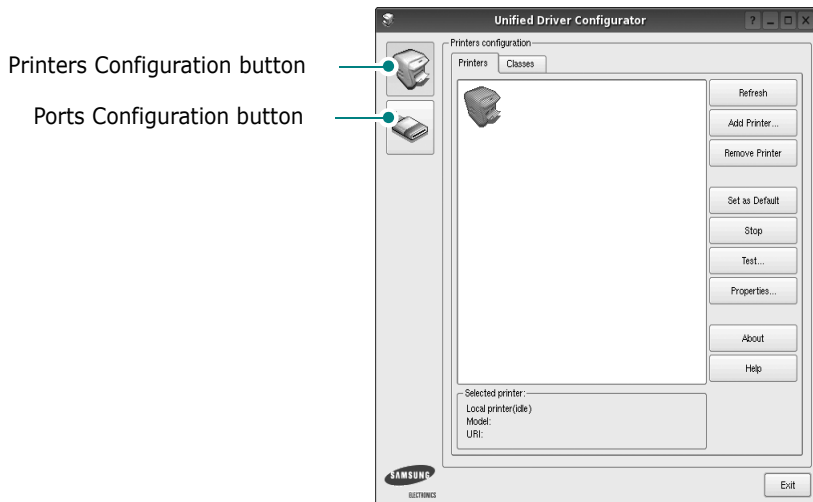 Unified Driver Configurator
Printers Configuration button
Ports Configuration button
Printers configuration
Printers
Classes
Refresh
Add Printer...
Remove Printer
Set as Default
Stop
Test...
Properties...
About
Help
Selected printer:
Local printer(idle)
Model:
URI:
SAMSUNG
ELECTRONICS
Exit